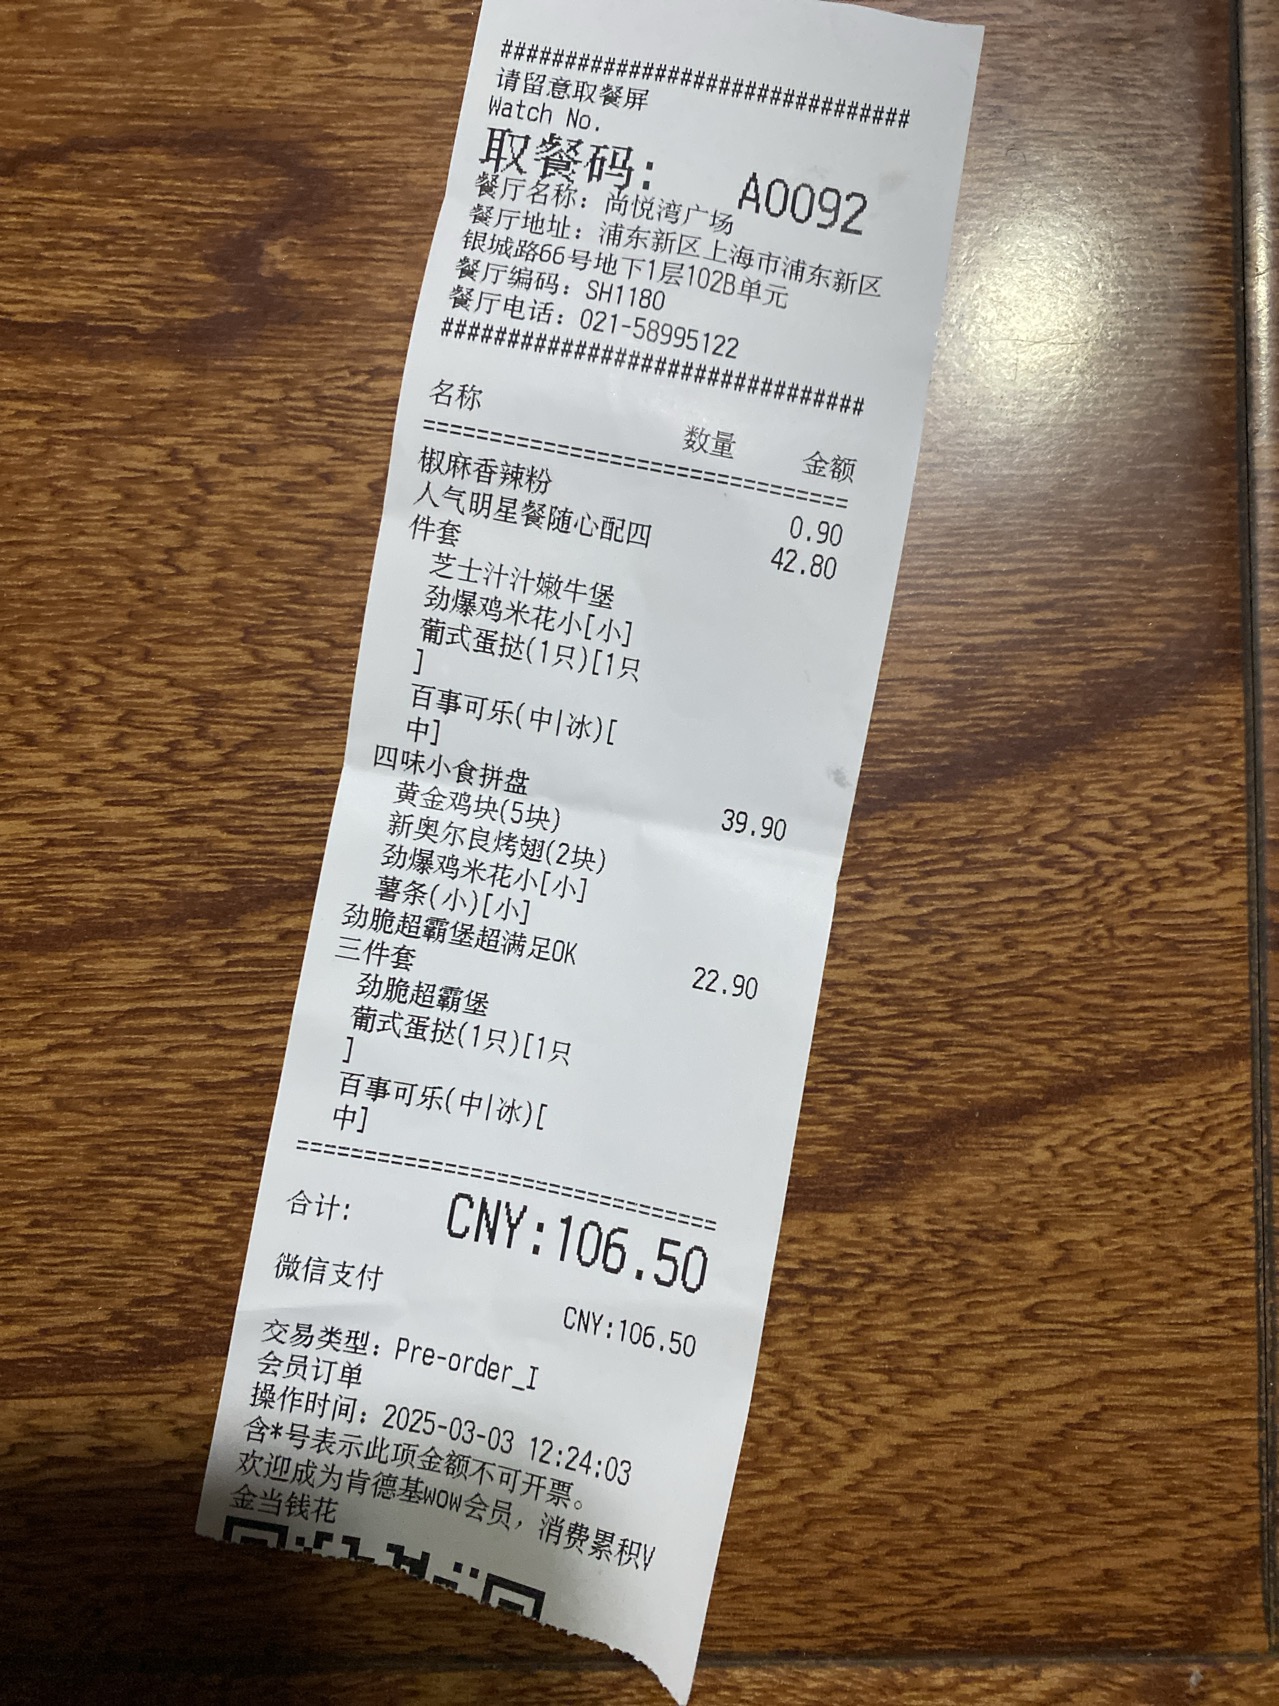 ################################
请留意取餐屏
Watch No.
取餐码: A0092
餐厅名称: 尚悦湾广场
餐厅地址: 浦东新区上海市浦东新区
银城路66号地下1层102B单元
餐厅编码: SH1180
餐厅电话: 021-58995122
################################
名称 数量 金额
================================
椒麻香辣粉 0.90
人气明星餐随心配四 42.80
件套
芝士汁汁嫩牛堡
劲爆鸡米花小[小]
葡式蛋挞(1只)[1只
]
百事可乐(中|冰)[
中]
四味小食拼盘 39.90
黄金鸡块(5块)
新奥尔良烤翅(2块)
劲爆鸡米花小[小]
薯条(小)[小]
劲脆超霸堡超满足OK 22.90
三件套
劲脆超霸堡
葡式蛋挞(1只)[1只
]
百事可乐(中|冰)[
中]
================================
合计: CNY:106.50
微信支付 CNY:106.50
交易类型: Pre-order_I
会员订单
操作时间: 2025-03-03 12:24:03
含*号表示此项金额不可开票。
欢迎成为肯德基wow会员, 消费累积V
金当钱花